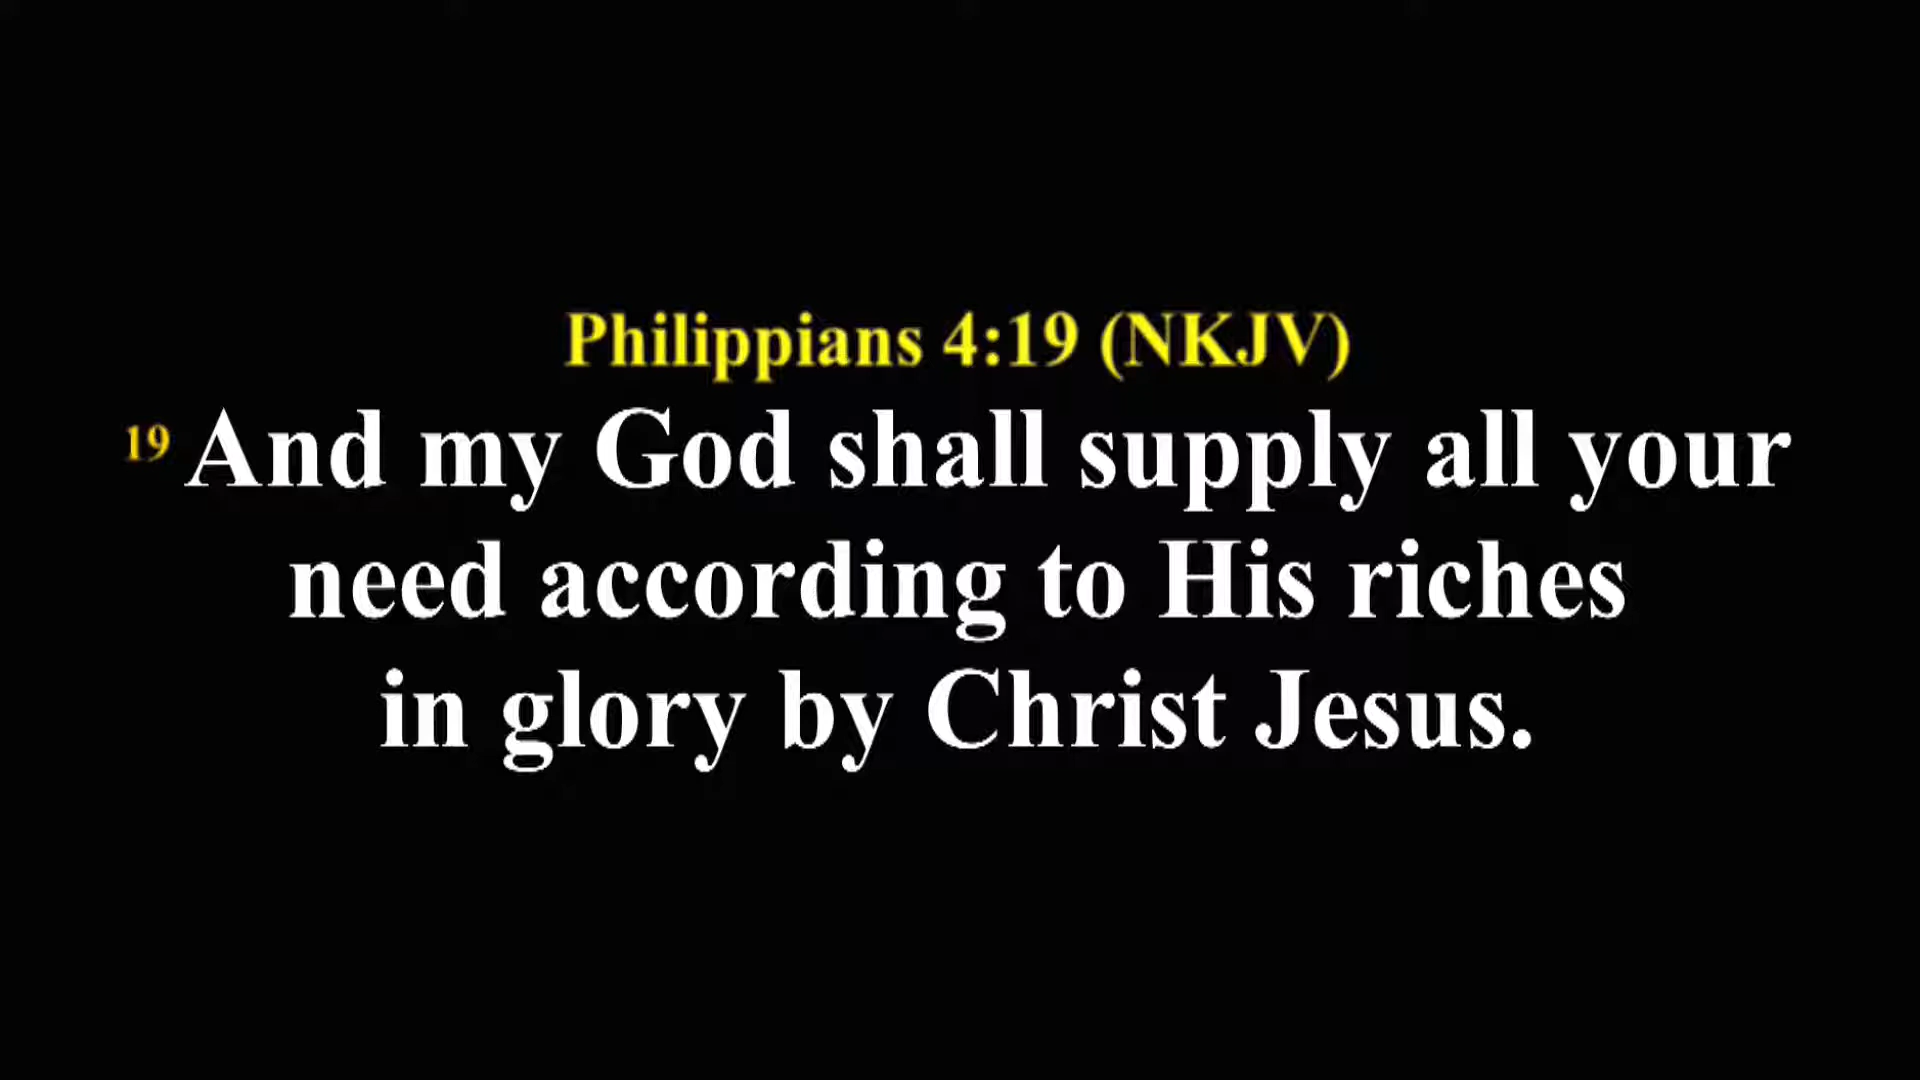 Philippians 4:19 (NKJV)
19 And my God shall supply all your
need according to His riches
in glory by Christ Jesus.